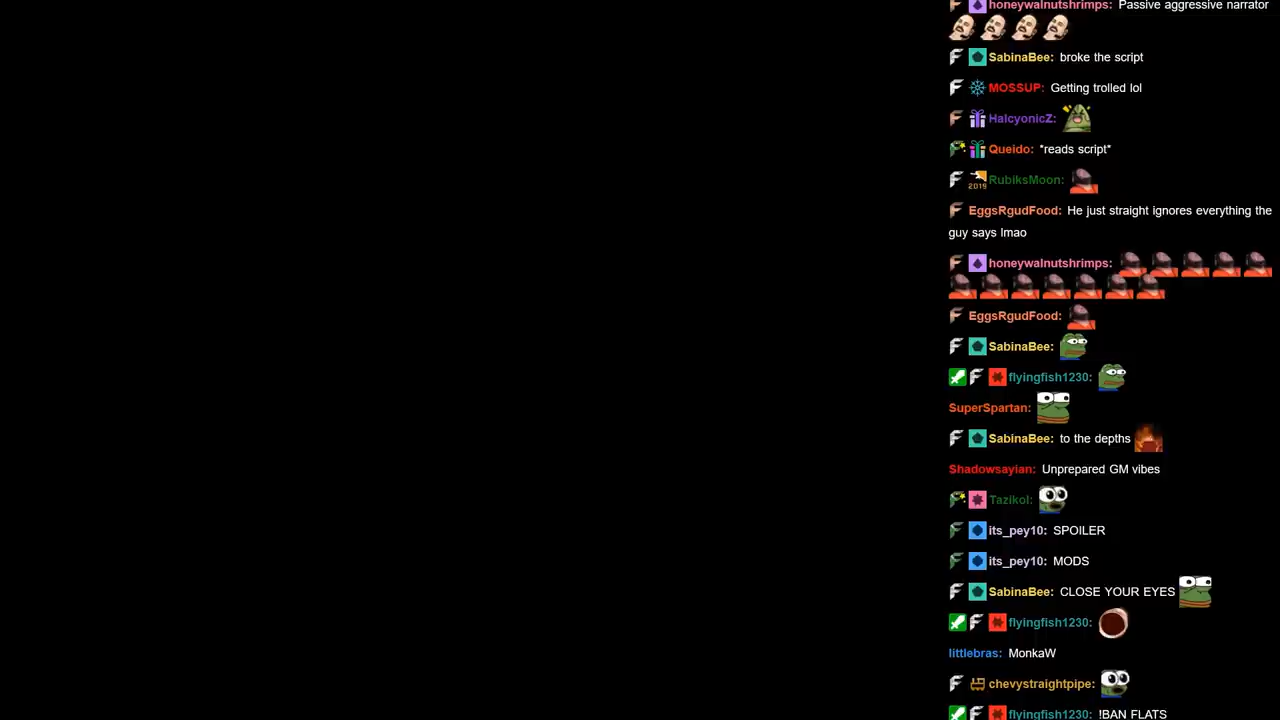 honeywalnutshrimps: Passive aggressive narrator
SabinaBee: broke the script
MOSSUP: Getting trolled lol
HalcyonicZ:
Queido: *reads script*
2019 RubiksMoon:
EggsRgudFood: He just straight ignores everything the
guy says lmao
honeywalnutshrimps:
EggsRgudFood:
SabinaBee:
flyingfish1230:
SuperSpartan:
SabinaBee: to the depths
Shadowsayian: Unprepared GM vibes
Tazikol:
its_pey10: SPOILER
its_pey10: MODS
SabinaBee: CLOSE YOUR EYES
flyingfish1230:
littlebras: MonkaW
chevystraightpipe:
flyingfish1230: !BAN FLATS